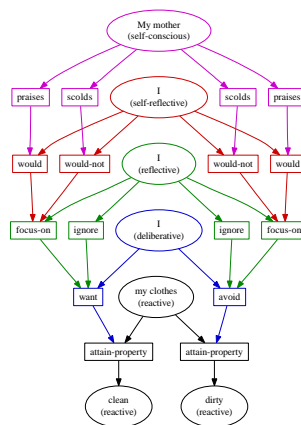 My mother
(self-conscious)
praises
scolds
scolds
praises
I
(self-reflective)
would
would-not
would-not
would
I
(reflective)
focus-on
ignore
ignore
focus-on
I
(deliberative)
want
my clothes
(reactive)
avoid
attain-property
attain-property
clean
(reactive)
dirty
(reactive)